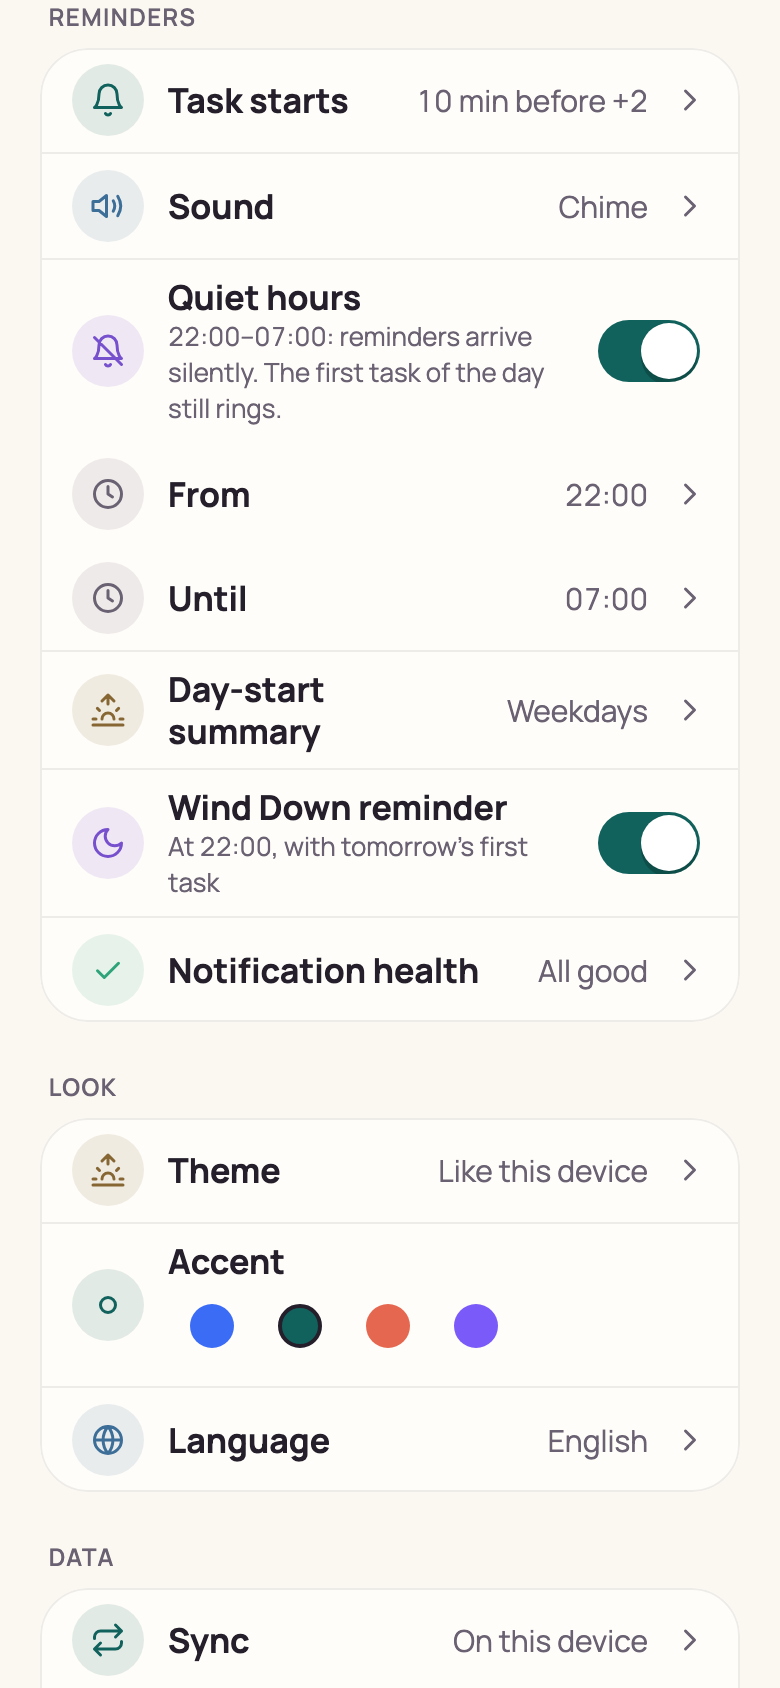 REMINDERS
Task starts
10 min before +2
Sound
Chime
Quiet hours
22:00–07:00: reminders arrive
silently. The first task of the day
still rings.
From
22:00
Until
07:00
Day-start
summary
Weekdays
Wind Down reminder
At 22:00, with tomorrow’s first
task
Notification health
All good
LOOK
Theme
Like this device
Accent
Language
English
DATA
Sync
On this device